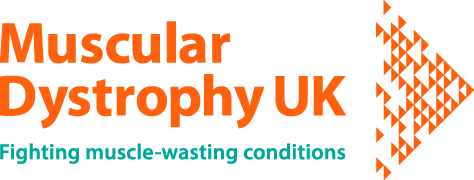 Muscular
Dystrophy UK
Fighting muscle-wasting conditions